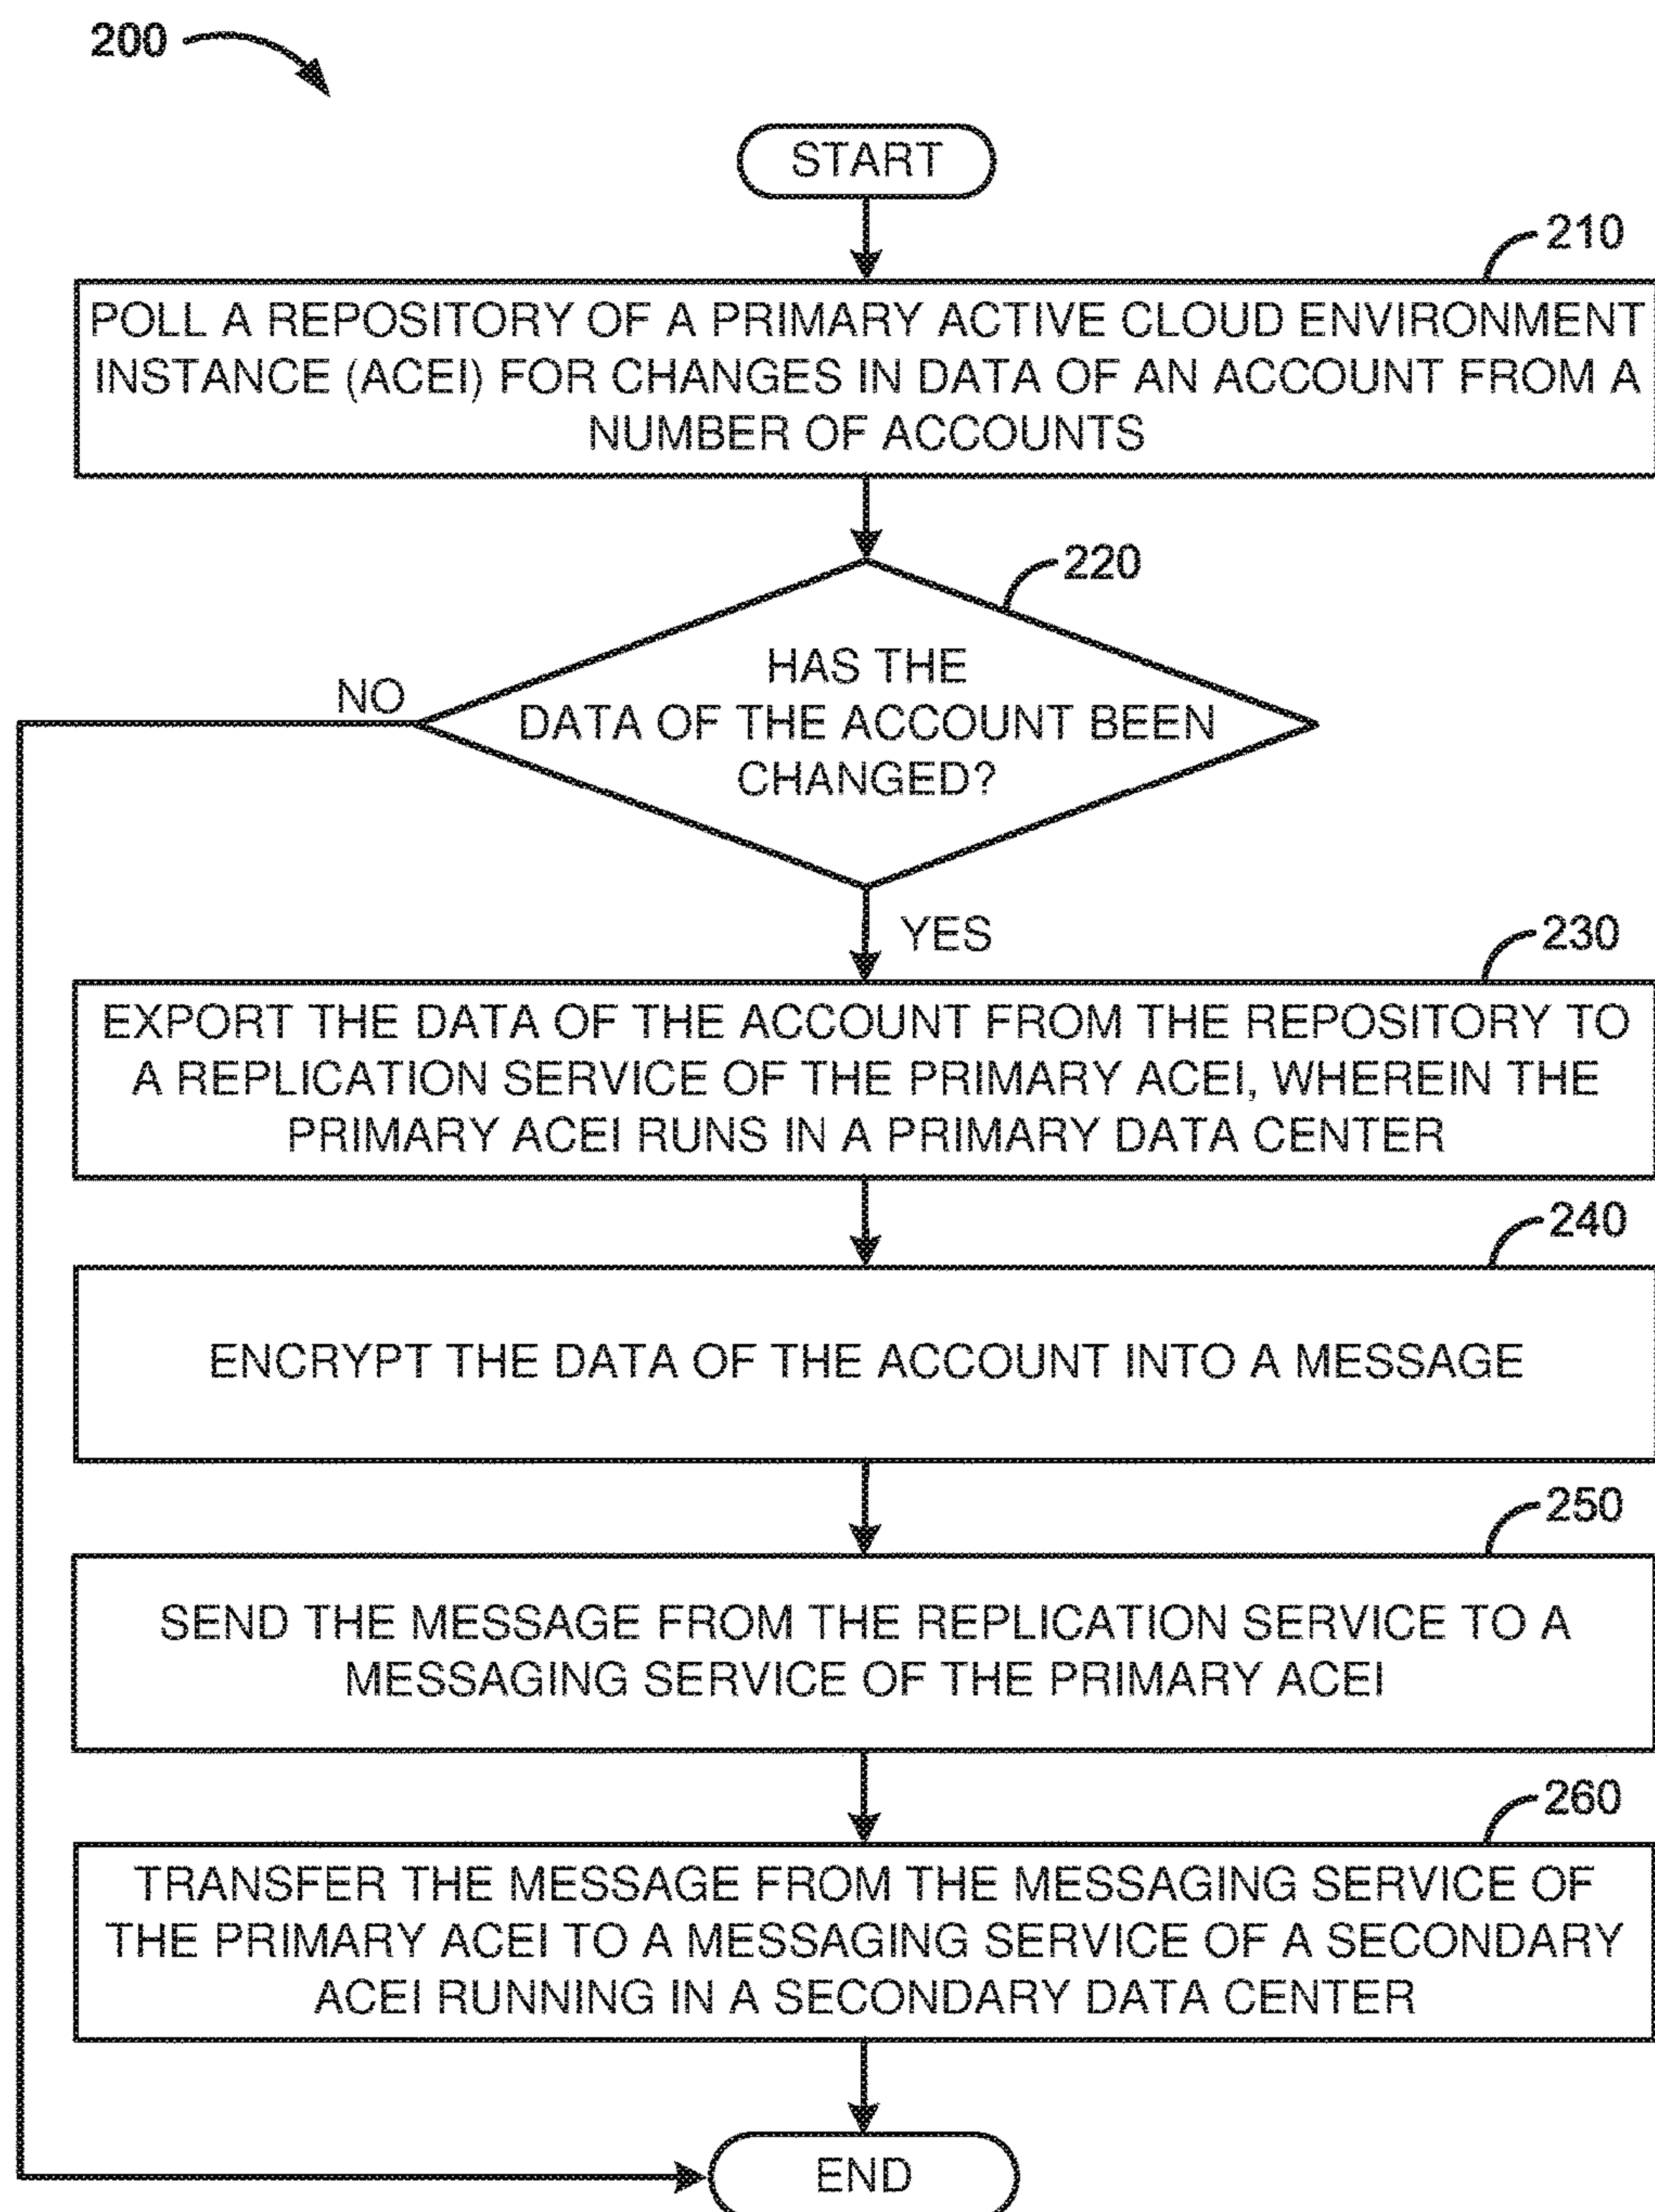 200
START
210
POLL A REPOSITORY OF A PRIMARY ACTIVE CLOUD ENVIRONMENT
INSTANCE (ACEI) FOR CHANGES IN DATA OF AN ACCOUNT FROM A
NUMBER OF ACCOUNTS
220
HAS THE
DATA OF THE ACCOUNT BEEN
CHANGED?
NO
YES
230
EXPORT THE DATA OF THE ACCOUNT FROM THE REPOSITORY TO
A REPLICATION SERVICE OF THE PRIMARY ACEI, WHEREIN THE
PRIMARY ACEI RUNS IN A PRIMARY DATA CENTER
240
ENCRYPT THE DATA OF THE ACCOUNT INTO A MESSAGE
250
SEND THE MESSAGE FROM THE REPLICATION SERVICE TO A
MESSAGING SERVICE OF THE PRIMARY ACEI
260
TRANSFER THE MESSAGE FROM THE MESSAGING SERVICE OF
THE PRIMARY ACEI TO A MESSAGING SERVICE OF A SECONDARY
ACEI RUNNING IN A SECONDARY DATA CENTER
END